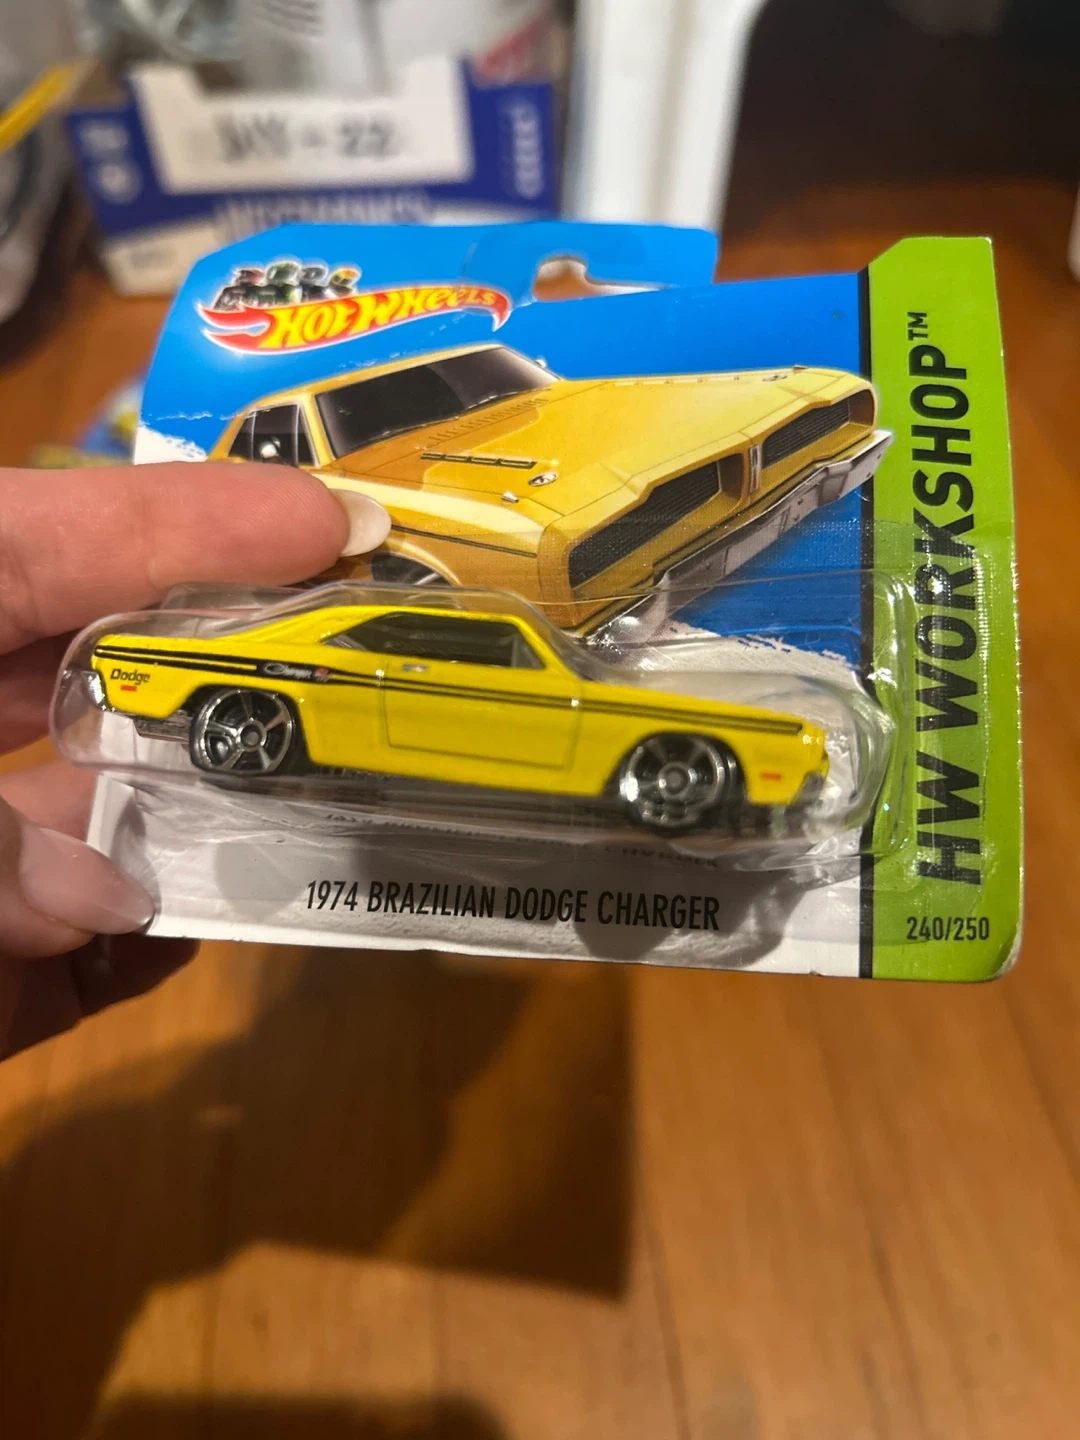 HOT WHEELS
HW WORKSHOP™
Dodge
Charger
1974 BRAZILIAN DODGE CHARGER
240/250